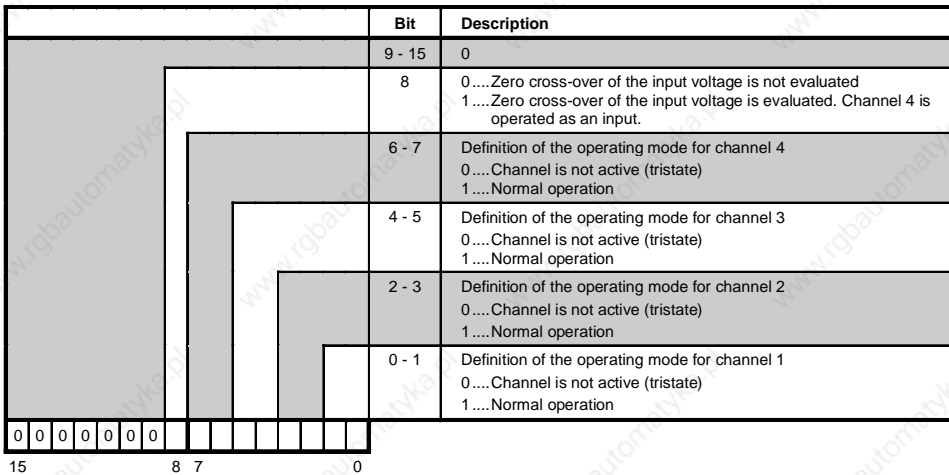 Bit Description
9 - 15 0
8 0....Zero cross-over of the input voltage is not evaluated
1....Zero cross-over of the input voltage is evaluated. Channel 4 is
operated as an input.
6 - 7 Definition of the operating mode for channel 4
0....Channel is not active (tristate)
1....Normal operation
4 - 5 Definition of the operating mode for channel 3
0....Channel is not active (tristate)
1....Normal operation
2 - 3 Definition of the operating mode for channel 2
0....Channel is not active (tristate)
1....Normal operation
0 - 1 Definition of the operating mode for channel 1
0....Channel is not active (tristate)
1....Normal operation
0 0 0 0 0 0 0
15 8 7 0
www.rgbautomatyka.pl